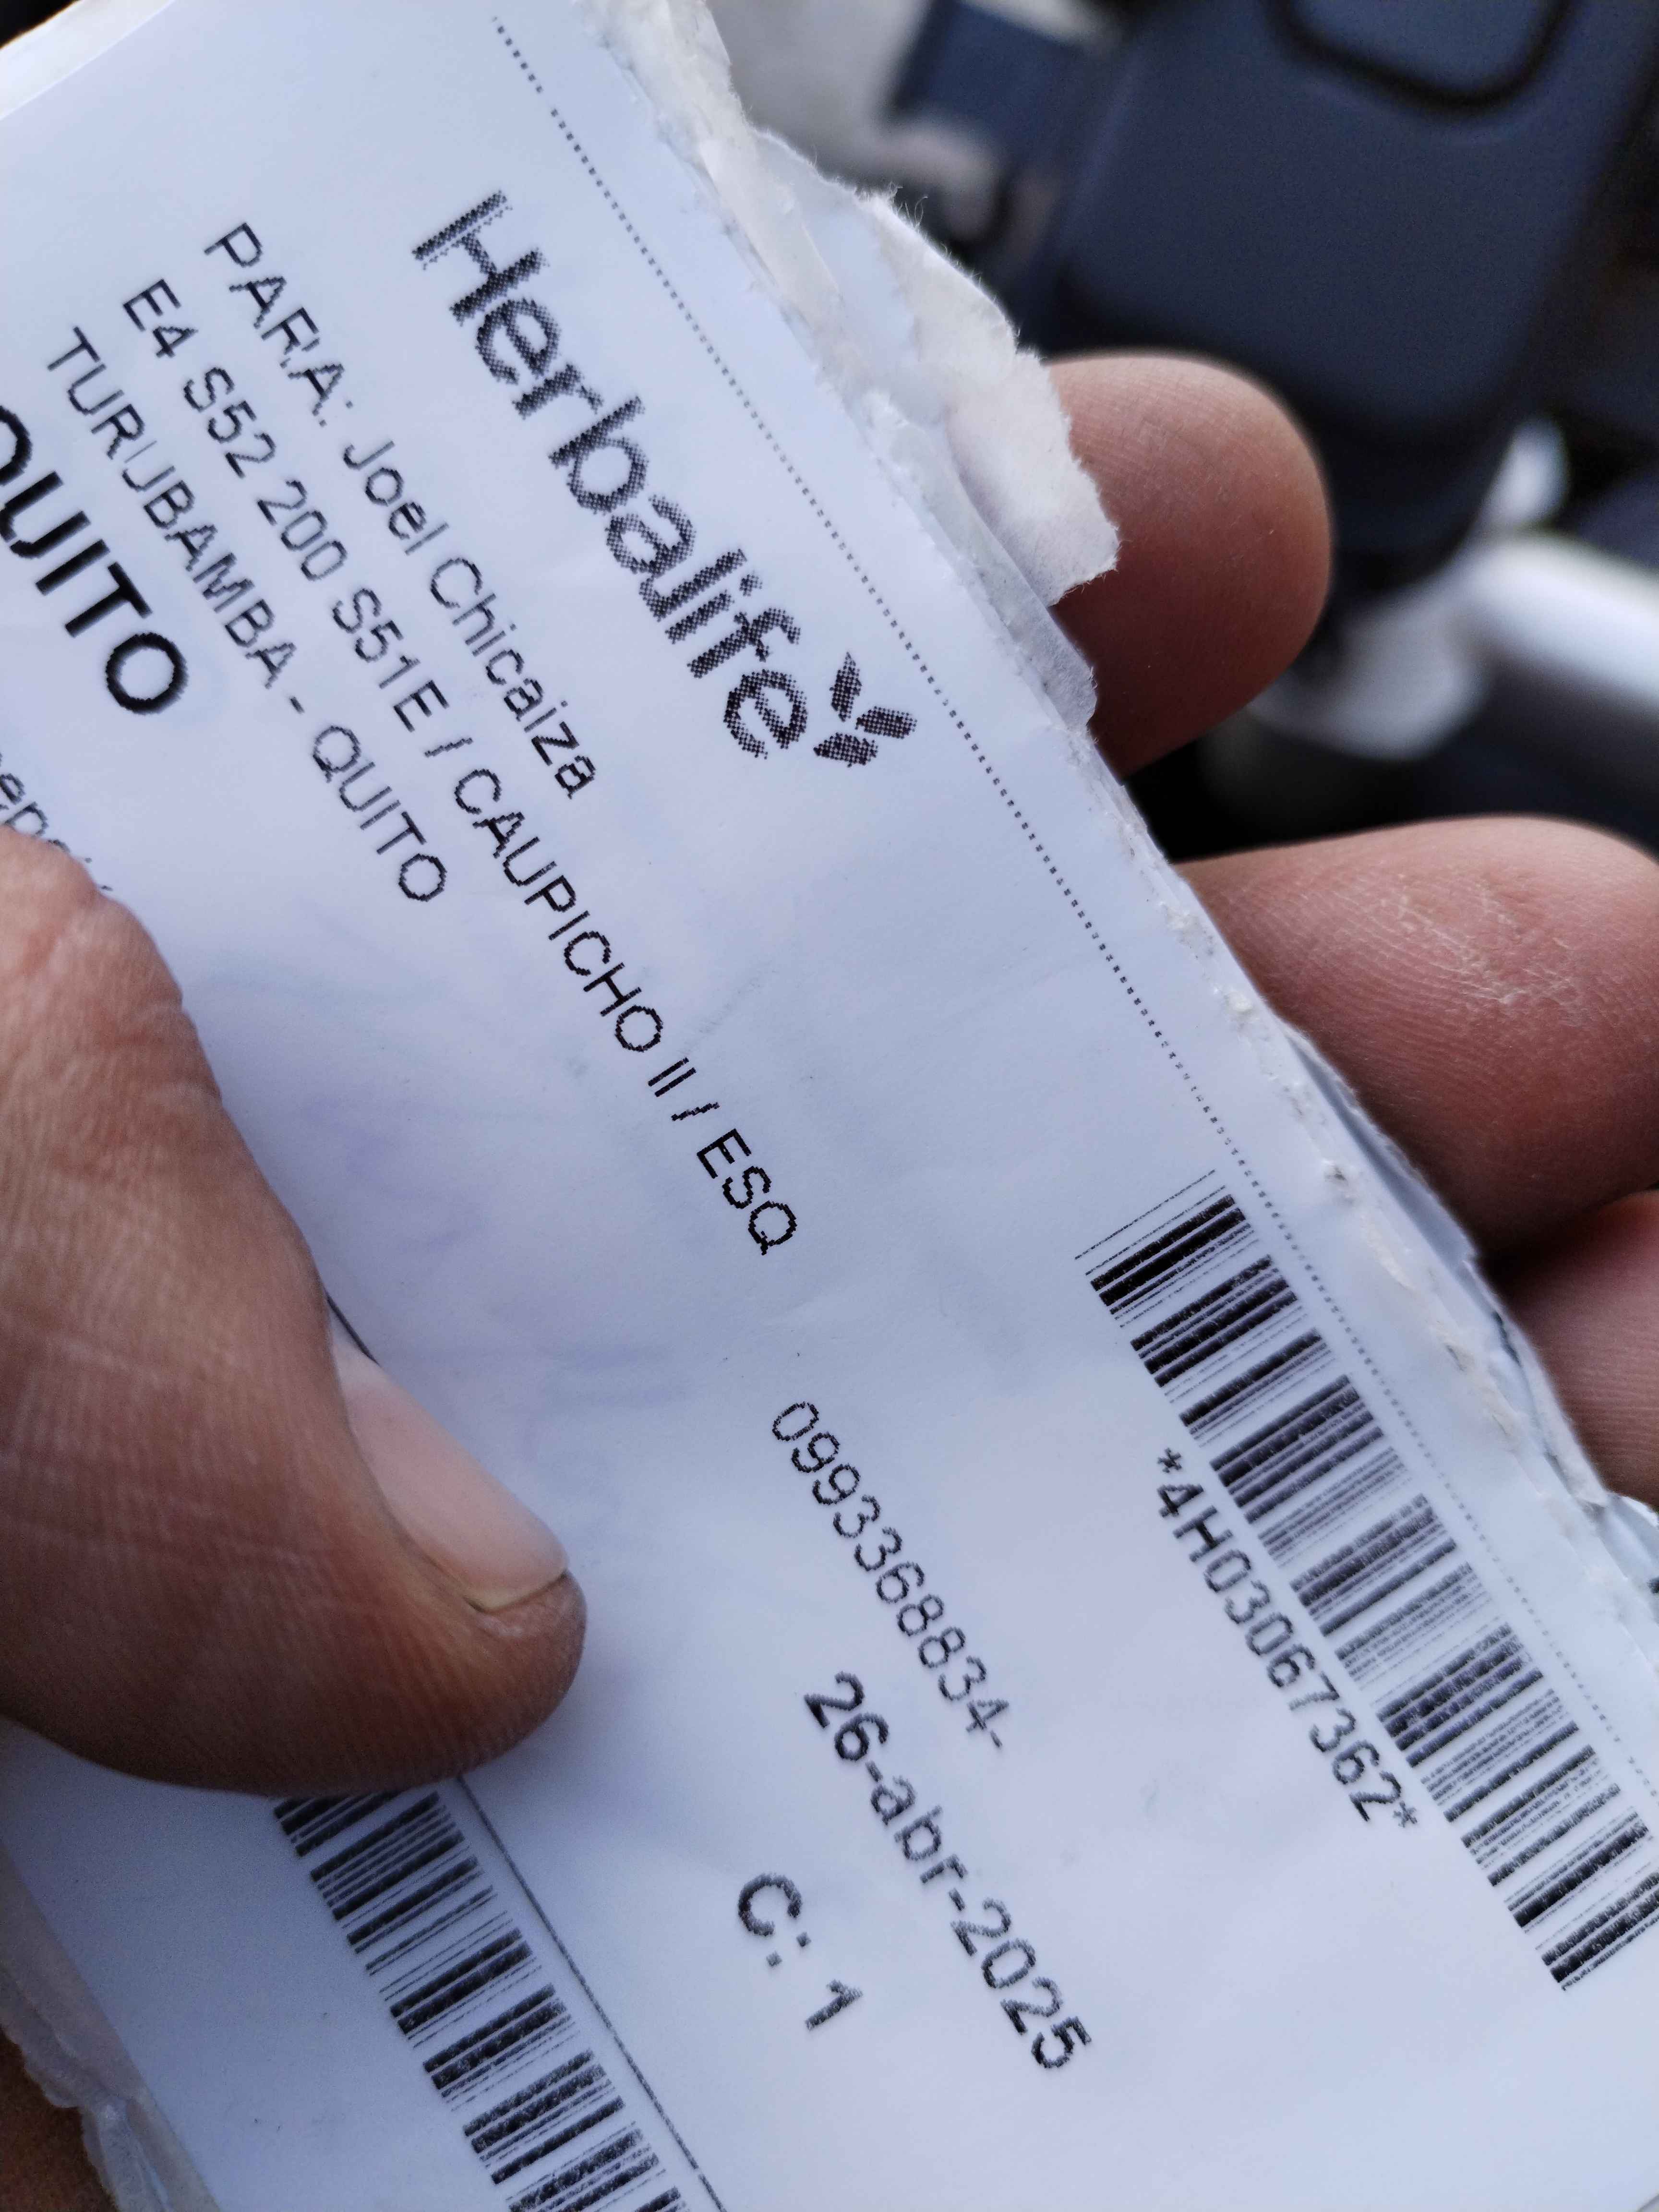 Herbalife
*4H03067362*
PARA: Joel Chicaiza
0993368834-
E4 S52 200 S51E / CAUPICHO II / ESQ
TURUBAMBA - QUITO
26-abr-2025
QUITO
C: 1